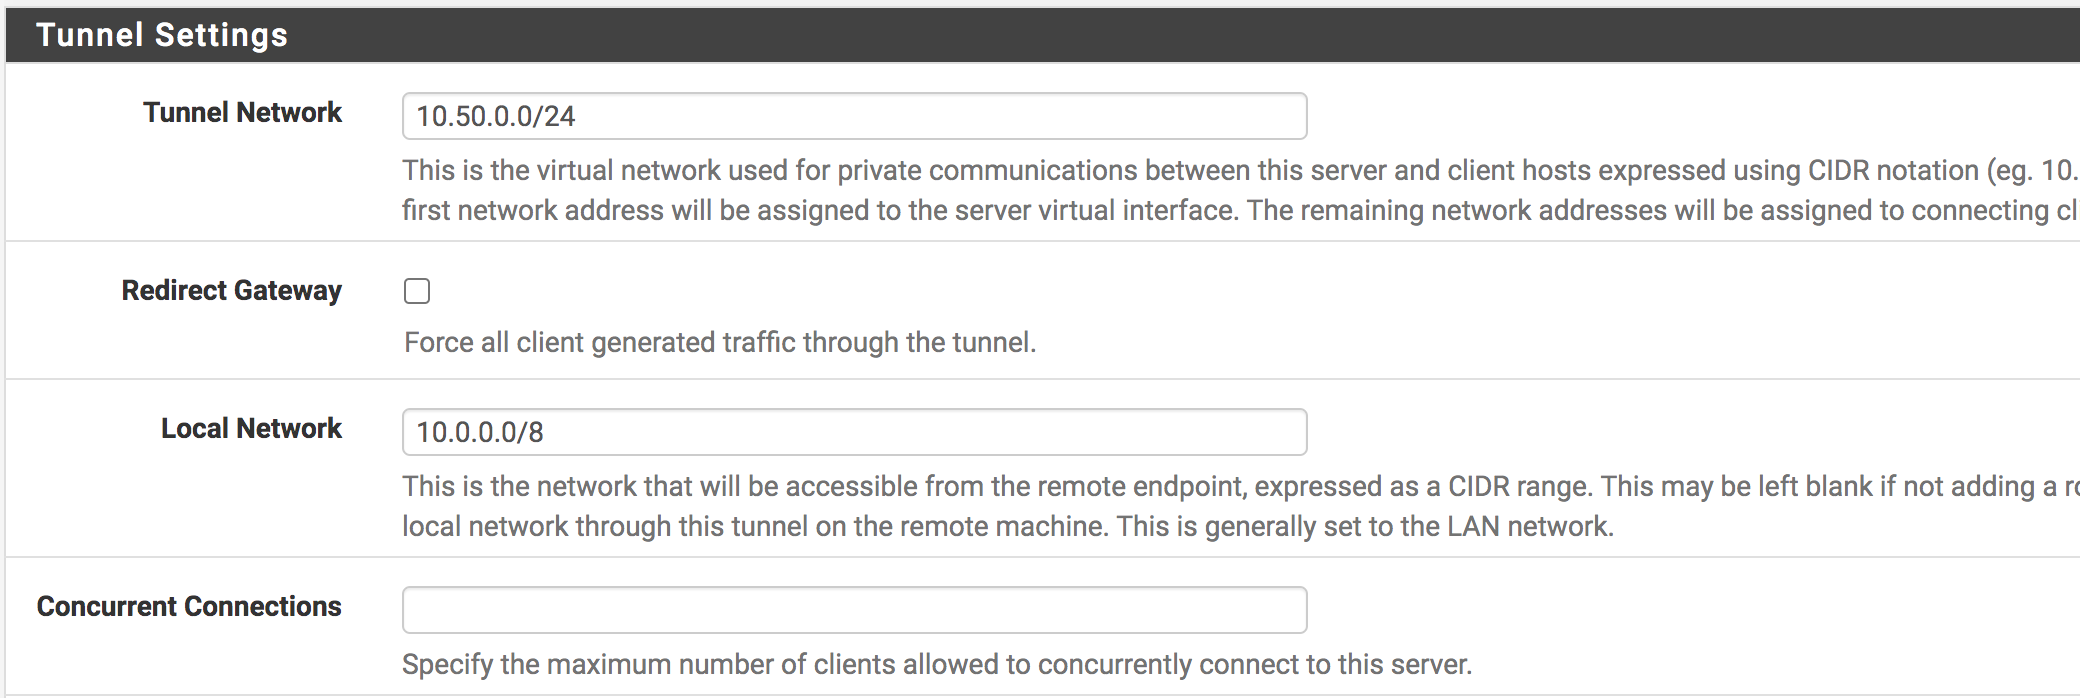 Tunnel Settings
Tunnel Network
10.50.0.0/24
This is the virtual network used for private communications between this server and client hosts expressed using CIDR notation (eg. 10.
first network address will be assigned to the server virtual interface. The remaining network addresses will be assigned to connecting cl
Redirect Gateway
Force all client generated traffic through the tunnel.
Local Network
10.0.0.0/8
This is the network that will be accessible from the remote endpoint, expressed as a CIDR range. This may be left blank if not adding a ro
local network through this tunnel on the remote machine. This is generally set to the LAN network.
Concurrent Connections
Specify the maximum number of clients allowed to concurrently connect to this server.